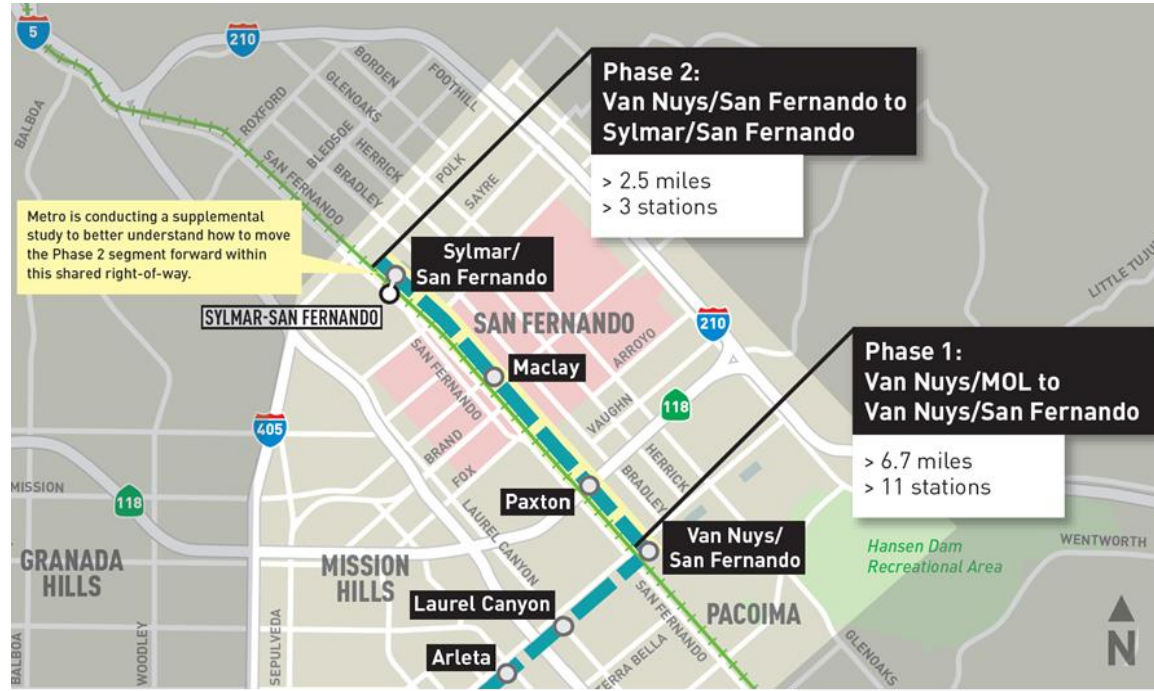 5
210
BALBOA
ROXFORD
BORDEN
GLENOAKS
BLEDSOE
HERRICK
BRADLEY
FOOTHILL
POLK
SAYRE
SAN FERNANDO
Phase 2:
Van Nuys/San Fernando to
Sylmar/San Fernando
> 2.5 miles
> 3 stations
Metro is conducting a supplemental
study to better understand how to move
the Phase 2 segment forward within
this shared right-of-way.
Sylmar/
San Fernando
SYLMAR-SAN FERNANDO
SAN FERNANDO
LITTLE TUJUN
210
Maclay
ARROYO
SAN FERNANDO
Phase 1:
Van Nuys/MOL to
Van Nuys/San Fernando
> 6.7 miles
> 11 stations
118
VAUGHN
405
BRAND
FOX
HERRICK
BRADLEY
MISSION
118
Paxton
LAUREL CANYON
Van Nuys/
San Fernando
Hansen Dam
Recreational Area
WENTWORTH
GRANADA
HILLS
MISSION
HILLS
Laurel Canyon
SAN FERNANDO
PACOIMA
GLENOAKS
N
BALBOA
WOODLEY
SEPULVEDA
Arleta
TERRA BELLA